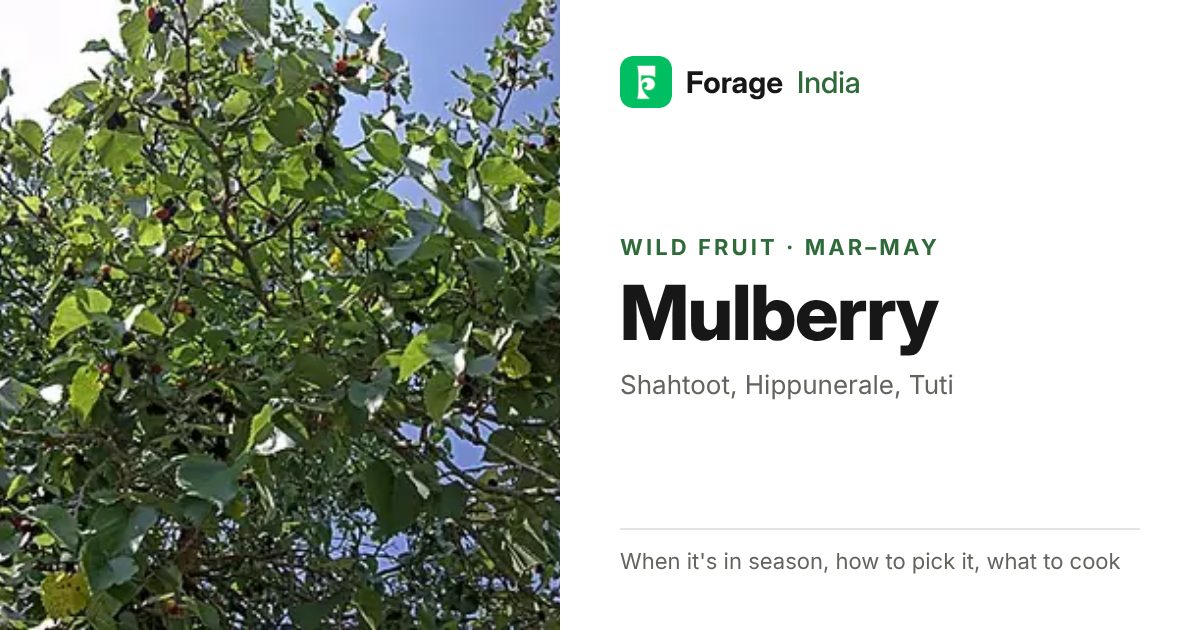 Forage India
WILD FRUIT · MAR–MAY
Mulberry
Shahtoot, Hippunerale, Tuti
When it's in season, how to pick it, what to cook